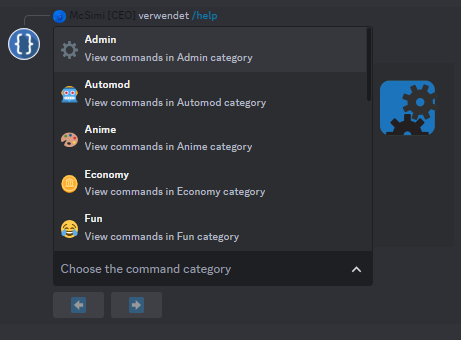 McSimi [CEO] verwendet /help
{}
Admin
View commands in Admin category
Automod
View commands in Automod category
Anime
View commands in Anime category
Economy
View commands in Economy category
Fun
View commands in Fun category
Choose the command category